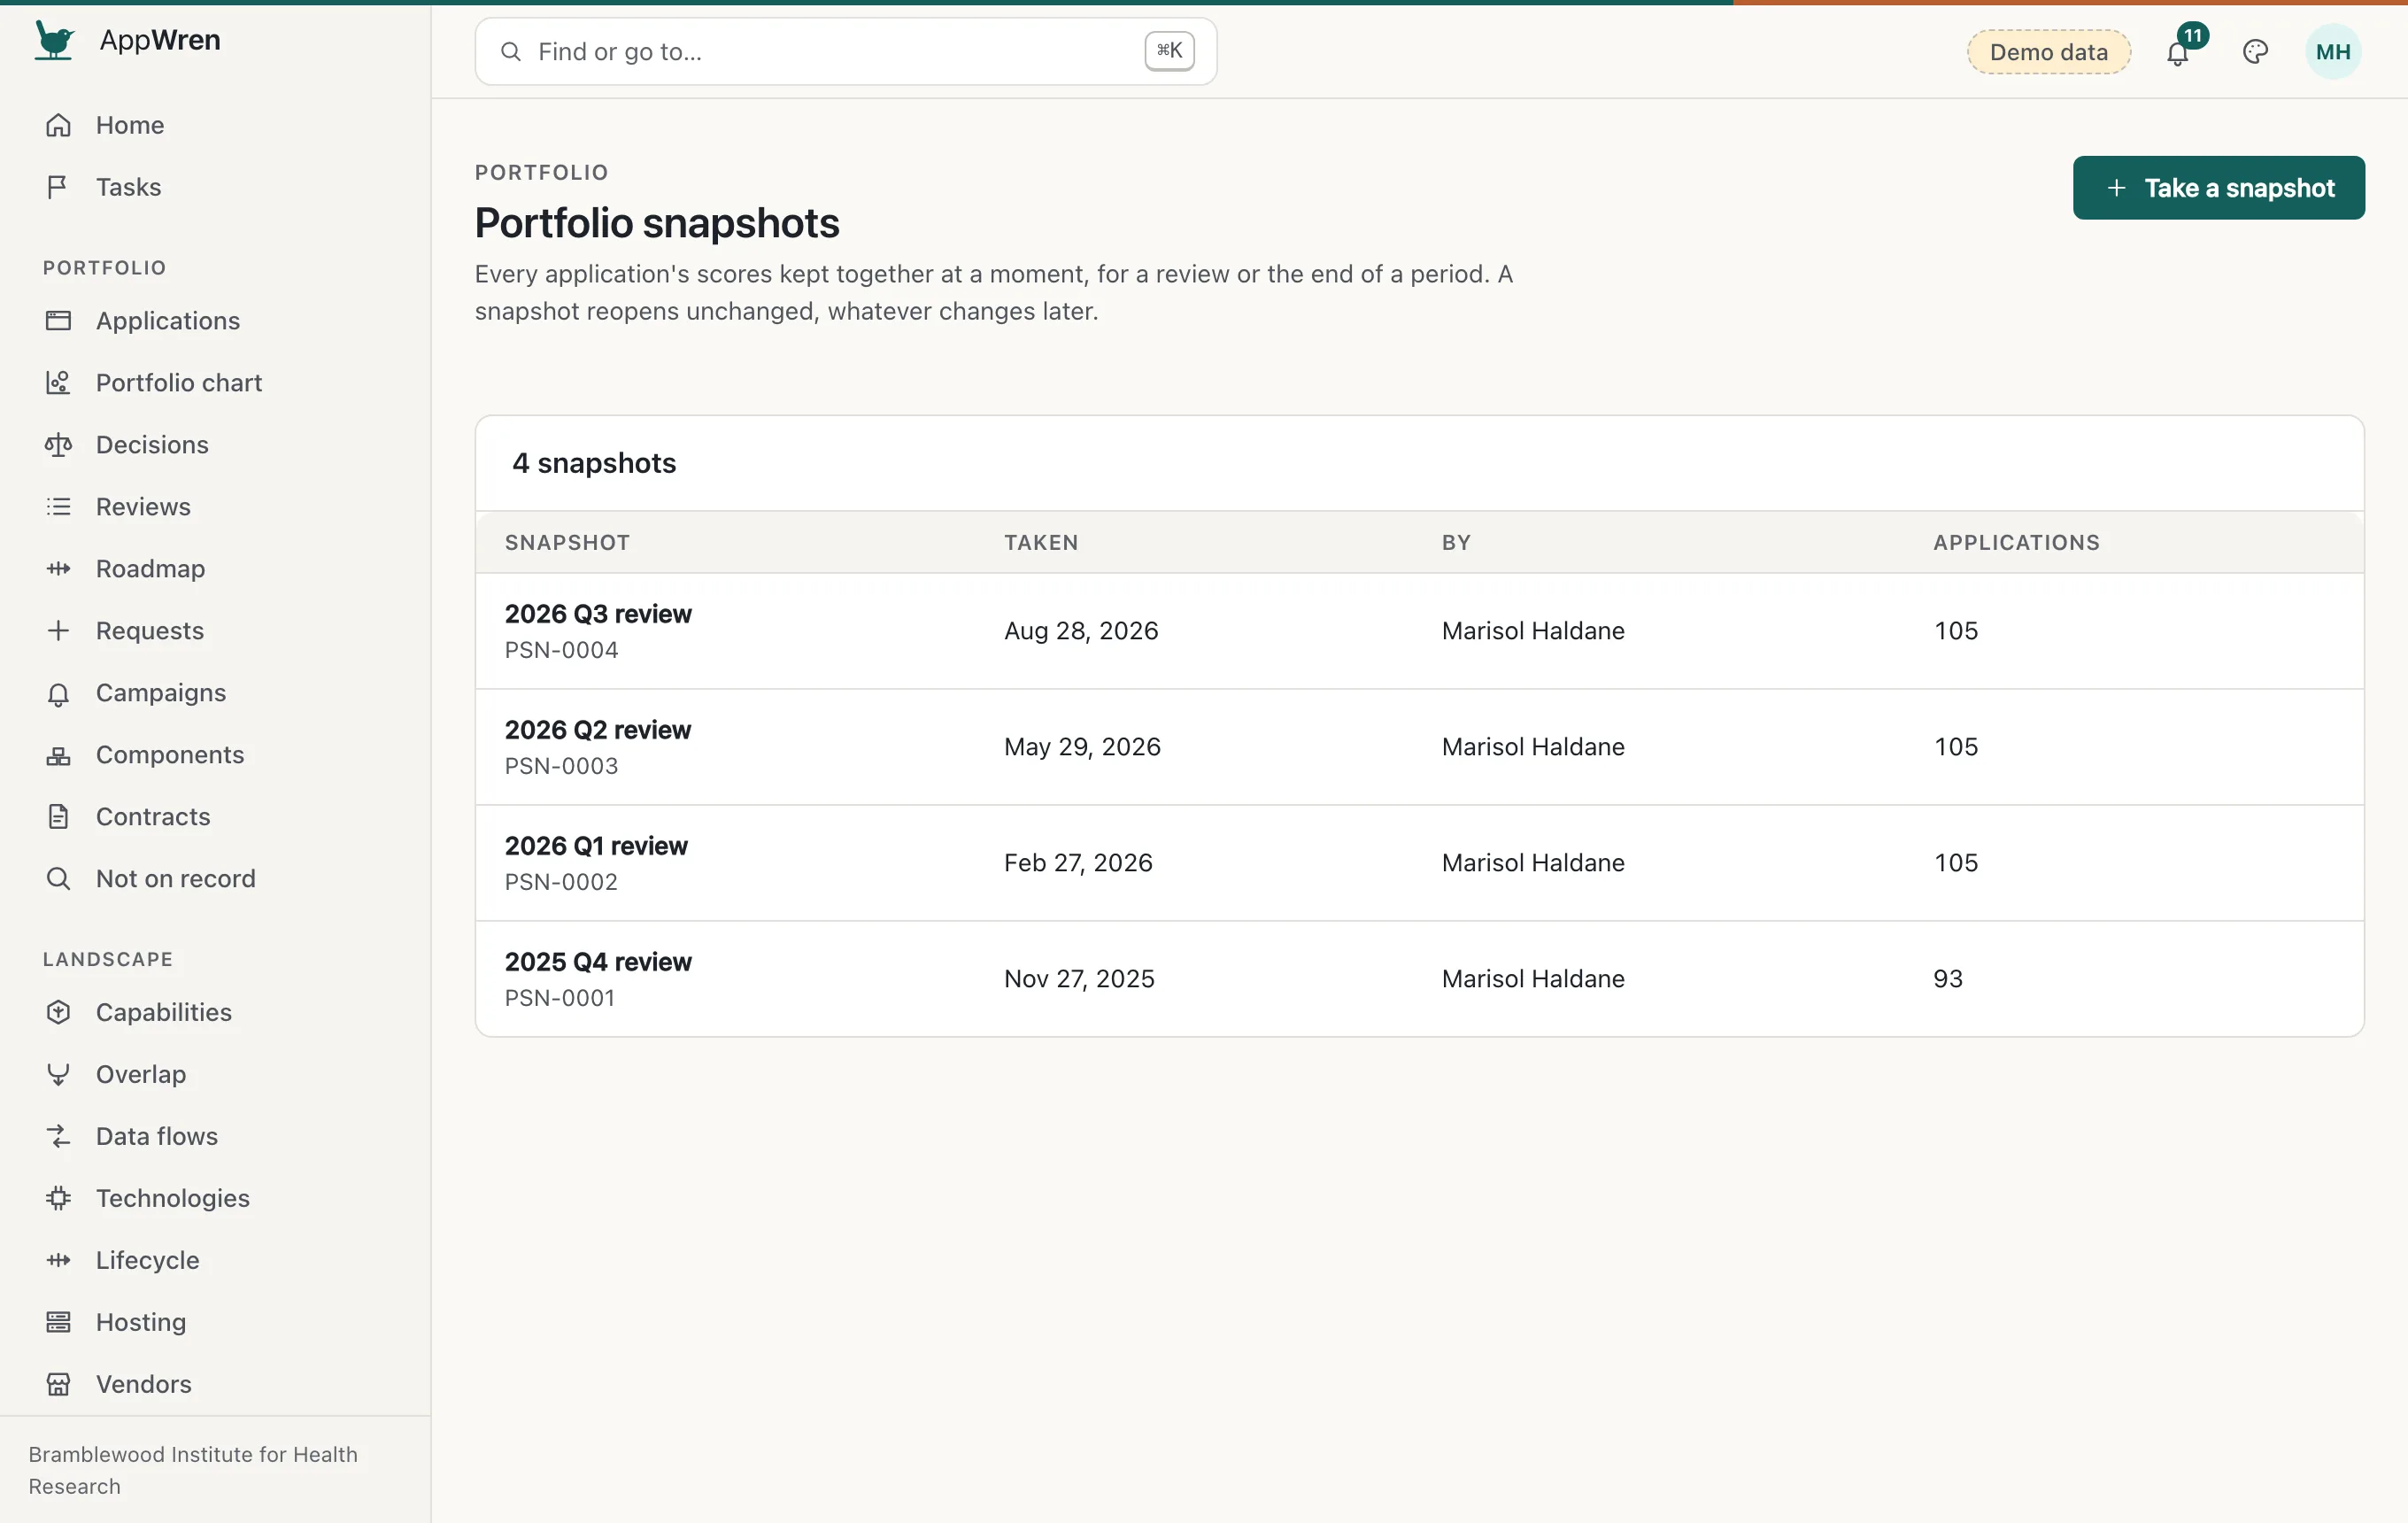 AppWren
Find or go to...
⌘K
Demo data
11
MH
Home
Tasks
PORTFOLIO
Applications
Portfolio chart
Decisions
Reviews
Roadmap
Requests
Campaigns
Components
Contracts
Not on record
LANDSCAPE
Capabilities
Overlap
Data flows
Technologies
Lifecycle
Hosting
Vendors
Bramblewood Institute for Health
Research
PORTFOLIO
Portfolio snapshots
Every application's scores kept together at a moment, for a review or the end of a period. A
snapshot reopens unchanged, whatever changes later.
+ Take a snapshot
4 snapshots
SNAPSHOT TAKEN BY APPLICATIONS
2026 Q3 review
PSN-0004
Aug 28, 2026 Marisol Haldane 105
2026 Q2 review
PSN-0003
May 29, 2026 Marisol Haldane 105
2026 Q1 review
PSN-0002
Feb 27, 2026 Marisol Haldane 105
2025 Q4 review
PSN-0001
Nov 27, 2025 Marisol Haldane 93